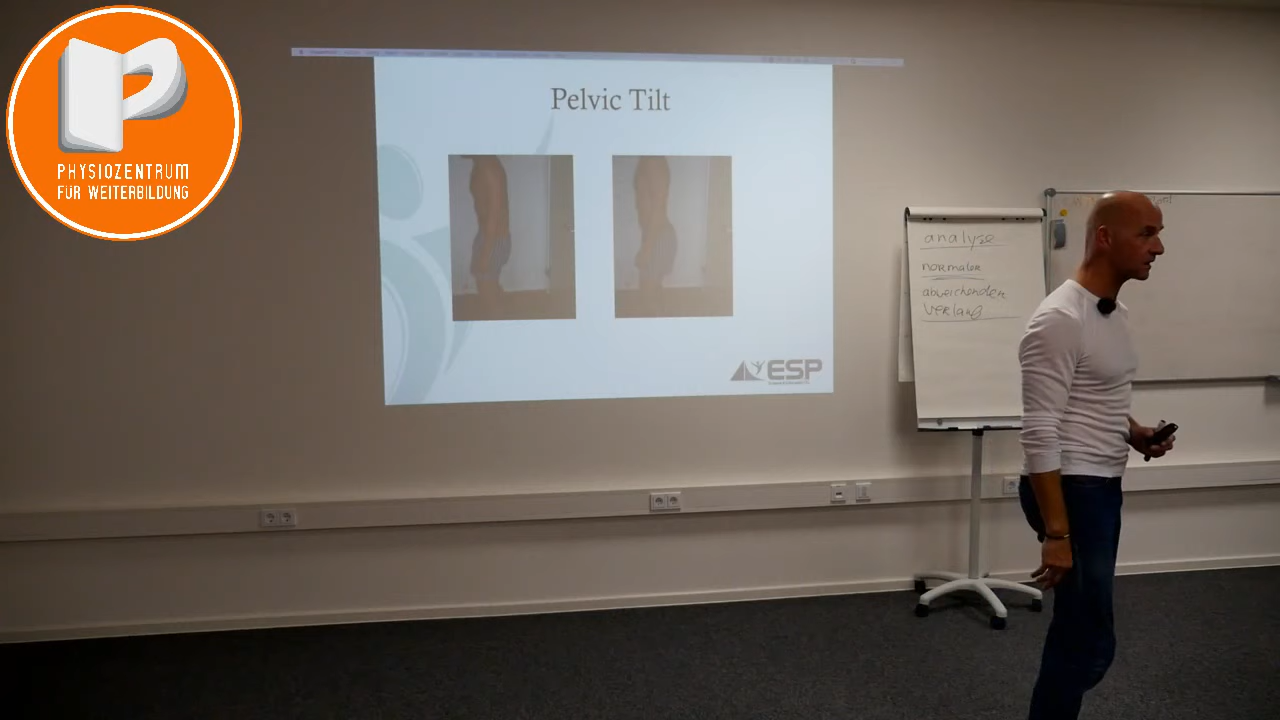 PHYSIOZENTRUM
FÜR WEITERBILDUNG
Pelvic Tilt
ESP
analyse
normalen
abweichenden
Verlauf